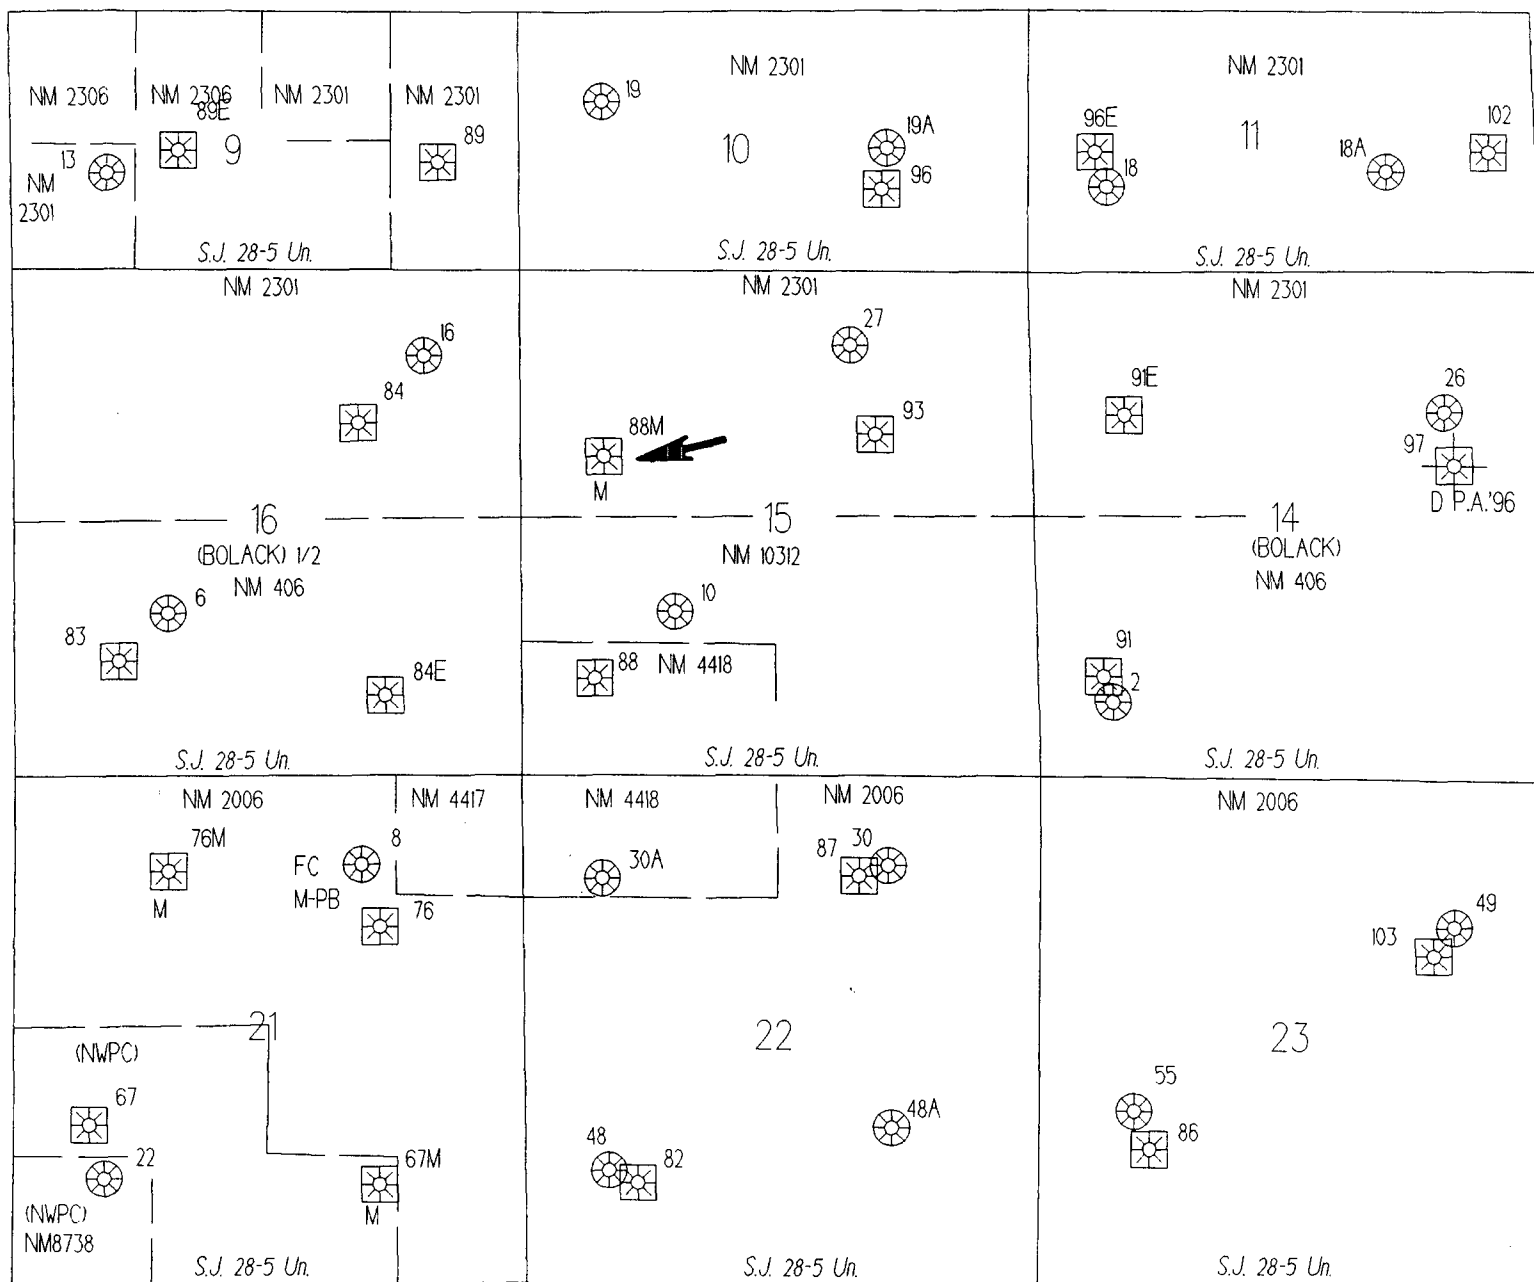 NM 2306
NM 2306
NM 2301
NM 2301
89E
9
89
13
NM
2301
S.J. 28-5 Un.
NM 2301
19
19A
10
96
S.J. 28-5 Un.
NM 2301
96E
11
102
18A
18
S.J. 28-5 Un.
NM 2301
16
84
16
(BOLACK) 1/2
NM 406
6
83
84E
S.J. 28-5 Un.
NM 2301
27
93
88M
M
15
NM 10312
10
88
NM 4418
S.J. 28-5 Un.
NM 2301
91E
26
97
D P.A.'96
14
(BOLACK)
NM 406
91
2
S.J. 28-5 Un.
NM 2006
NM 4417
76M
8
FC
M-PB
M
76
21
(NWPC)
67
22
67M
M
(NWPC)
NM8738
S.J. 28-5 Un.
NM 4418
NM 2006
30A
87
30
22
48A
48
82
S.J. 28-5 Un.
NM 2006
49
103
23
55
86
S.J. 28-5 Un.